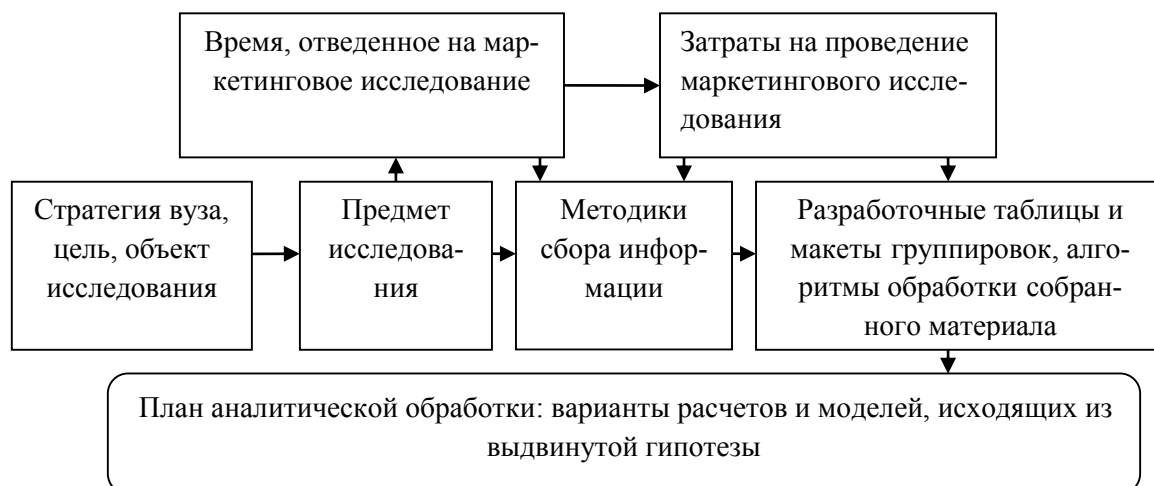 Время, отведенное на мар-
кетинговое исследование
Затраты на проведение
маркетингового иссле-
дования
Стратегия вуза,
цель, объект
исследования
Предмет
исследова-
ния
Методики
сбора инфор-
мации
Разработочные таблицы и
макеты группировок, алго-
ритмы обработки собран-
ного материала
План аналитической обработки: варианты расчетов и моделей, исходящих из
выдвинутой гипотезы